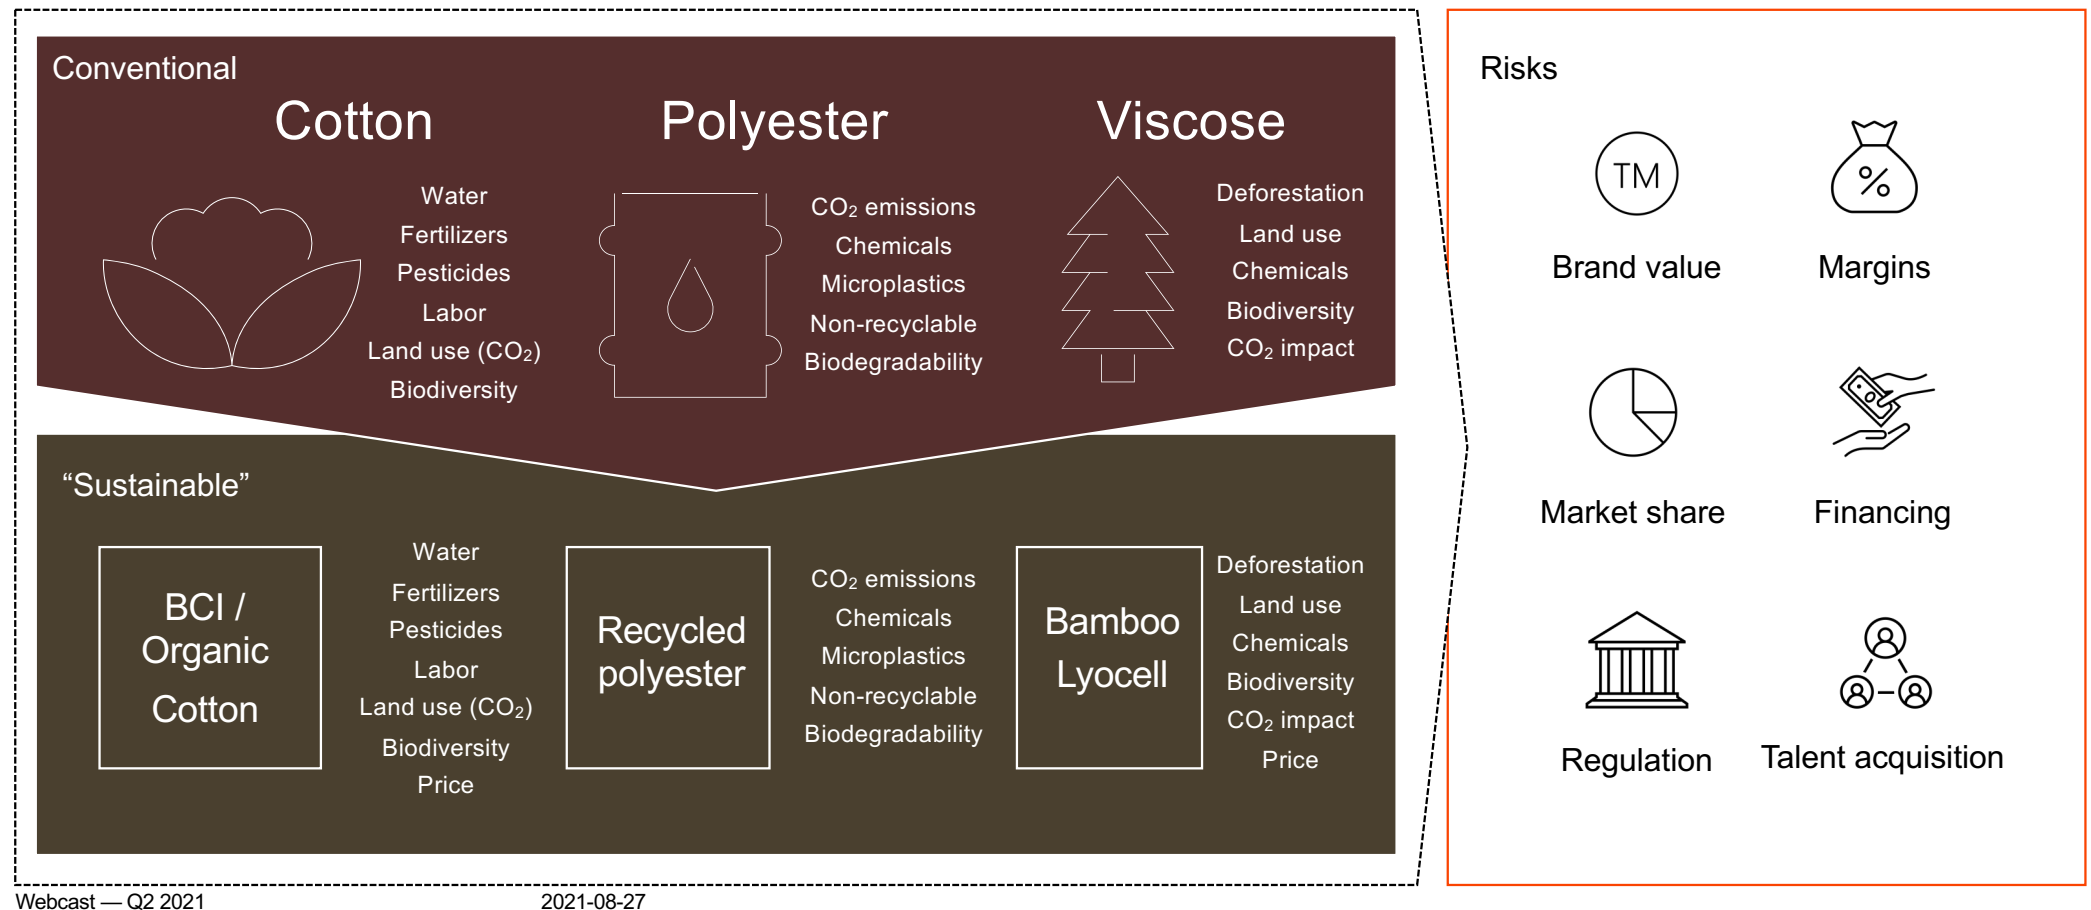 Conventional
Cotton
Water
Fertilizers
Pesticides
Labor
Land use (CO₂)
Biodiversity
Polyester
CO₂ emissions
Chemicals
Microplastics
Non-recyclable
Biodegradability
Viscose
Deforestation
Land use
Chemicals
Biodiversity
CO₂ impact
“Sustainable”
BCI /
Organic
Cotton
Water
Fertilizers
Pesticides
Labor
Land use (CO₂)
Biodiversity
Price
Recycled
polyester
CO₂ emissions
Chemicals
Microplastics
Non-recyclable
Biodegradability
Bamboo
Lyocell
Deforestation
Land use
Chemicals
Biodiversity
CO₂ impact
Price
Risks
TM
Brand value
%
Margins
Market share
Financing
Regulation
Talent acquisition
Webcast — Q2 2021
2021-08-27